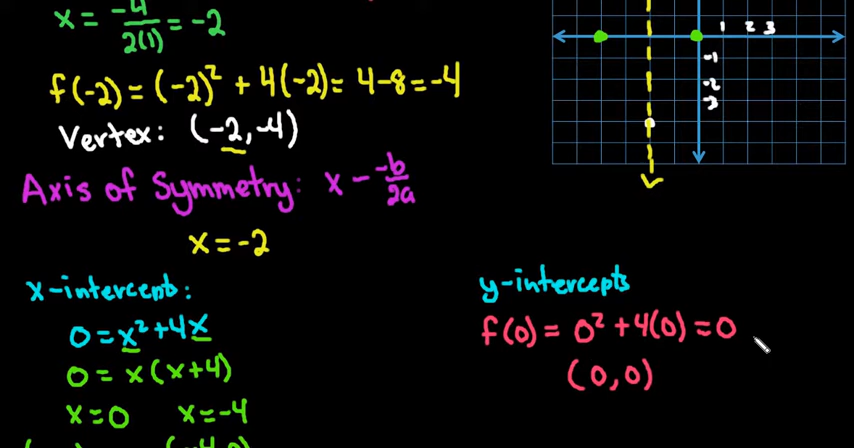 x = -4/2(1) = -2
f(-2) = (-2)² + 4(-2) = 4-8 = -4
Vertex: (-2, -4)
Axis of Symmetry: x - -b/2a
x = -2
x-intercept:
0 = x² + 4x
0 = x(x+4)
x=0 x=-4
y-intercepts
f(0) = 0² + 4(0) = 0
(0, 0)
1 2 3
-1
-2
-3